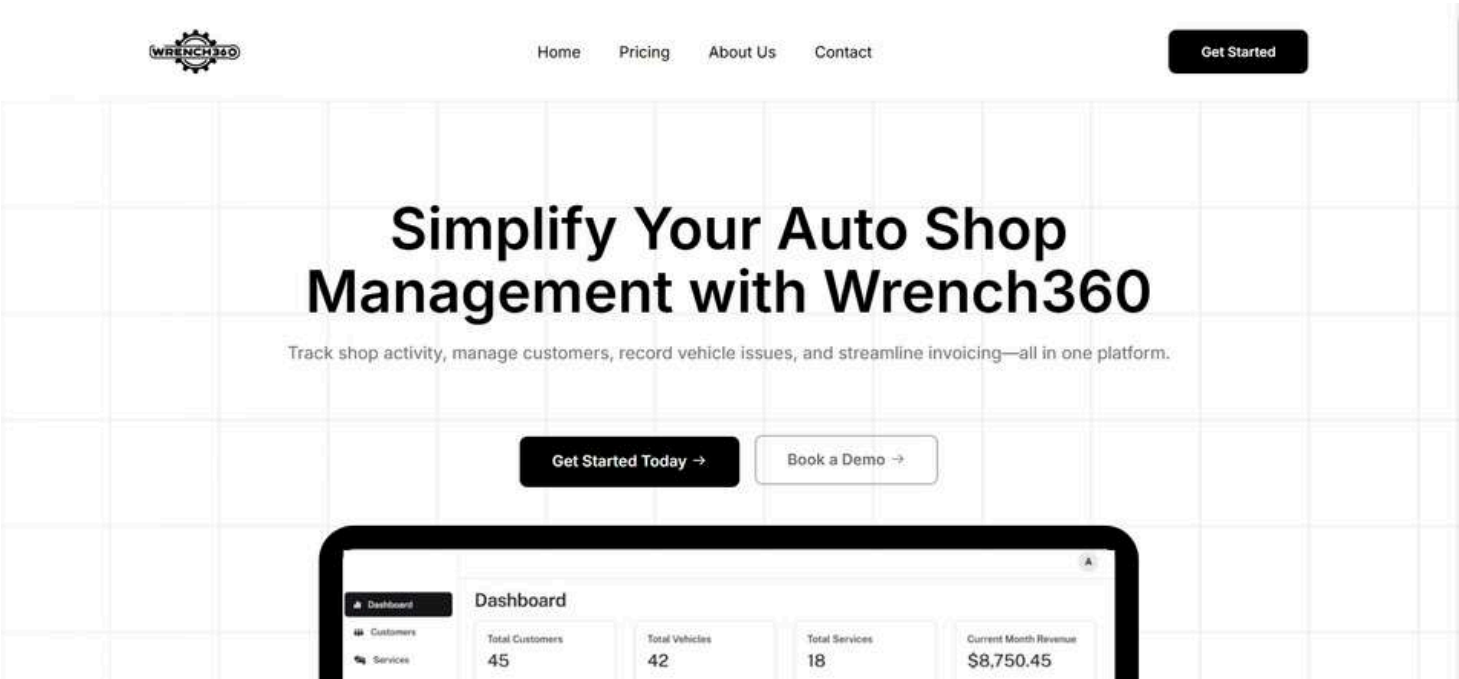 WRENCH360
Home Pricing About Us Contact
Get Started
Simplify Your Auto Shop
Management with Wrench360
Track shop activity, manage customers, record vehicle issues, and streamline invoicing—all in one platform.
Get Started Today →
Book a Demo →
A
Dashboard
Customers
Services
Dashboard
Total Customers
45
Total Vehicles
42
Total Services
18
Current Month Revenue
$8,750.45